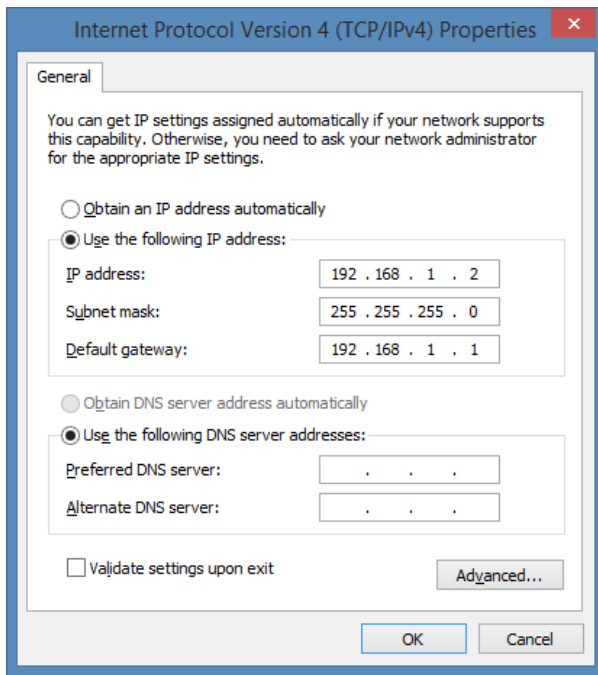 Internet Protocol Version 4 (TCP/IPv4) Properties
General
You can get IP settings assigned automatically if your network supports
this capability. Otherwise, you need to ask your network administrator
for the appropriate IP settings.
Obtain an IP address automatically
Use the following IP address:
IP address: 192 . 168 . 1 . 2
Subnet mask: 255 . 255 . 255 . 0
Default gateway: 192 . 168 . 1 . 1
Obtain DNS server address automatically
Use the following DNS server addresses:
Preferred DNS server: . . .
Alternate DNS server: . . .
Validate settings upon exit
Advanced...
OK Cancel